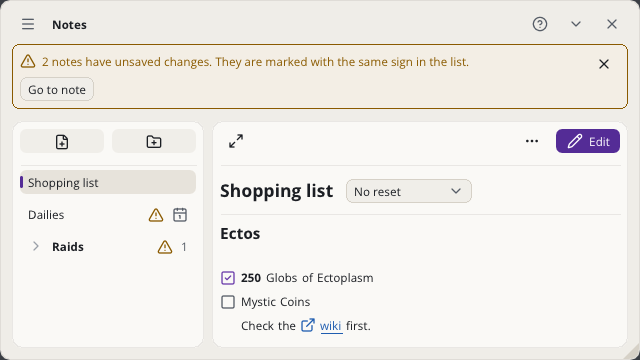 Notes
2 notes have unsaved changes. They are marked with the same sign in the list.
Go to note
Edit
Shopping list
Dailies
1
Raids
1
Shopping list
No reset
Ectos
250 Globs of Ectoplasm
Mystic Coins
Check the wiki first.